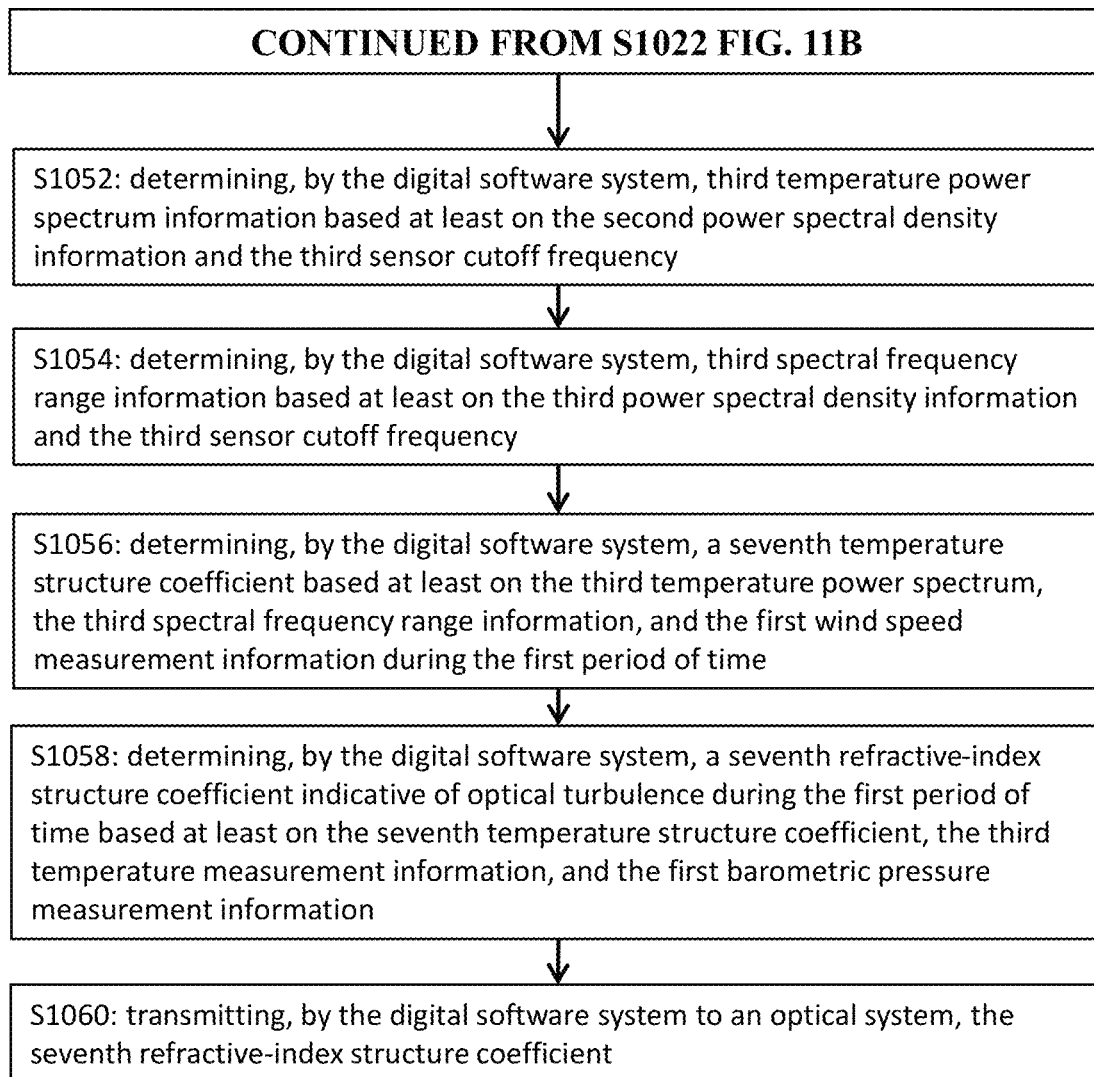 CONTINUED FROM S1022 FIG. 11B
S1052: determining, by the digital software system, third temperature power
spectrum information based at least on the second power spectral density
information and the third sensor cutoff frequency
S1054: determining, by the digital software system, third spectral frequency
range information based at least on the third power spectral density information
and the third sensor cutoff frequency
S1056: determining, by the digital software system, a seventh temperature
structure coefficient based at least on the third temperature power spectrum,
the third spectral frequency range information, and the first wind speed
measurement information during the first period of time
S1058: determining, by the digital software system, a seventh refractive-index
structure coefficient indicative of optical turbulence during the first period of
time based at least on the seventh temperature structure coefficient, the third
temperature measurement information, and the first barometric pressure
measurement information
S1060: transmitting, by the digital software system to an optical system, the
seventh refractive-index structure coefficient